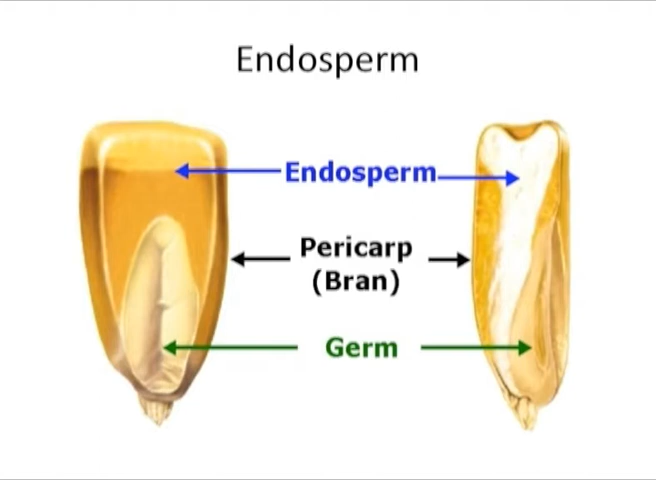 Endosperm
Endosperm
Pericarp
(Bran)
Germ